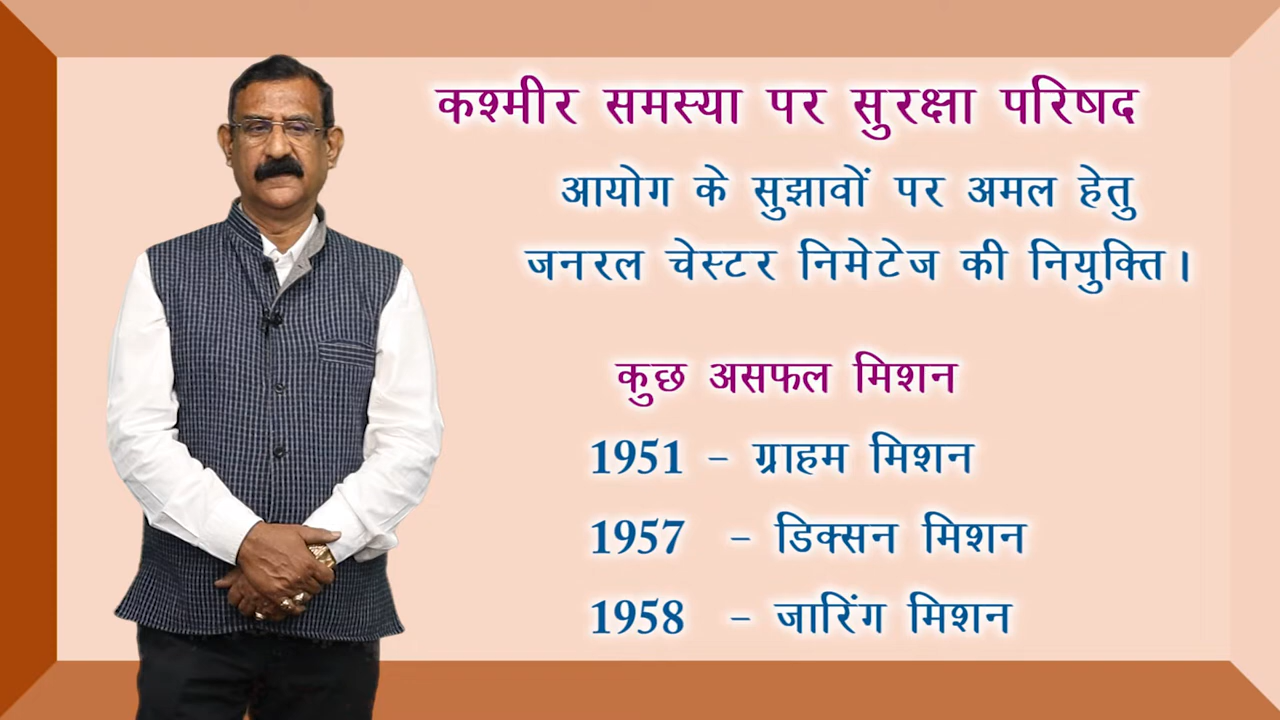 कश्मीर समस्या पर सुरक्षा परिषद
आयोग के सुझावों पर अमल हेतु
जनरल चेस्टर निमेटेज की नियुक्ति।
कुछ असफल मिशन
1951 – ग्राहम मिशन
1957 – डिक्सन मिशन
1958 – जारिंग मिशन